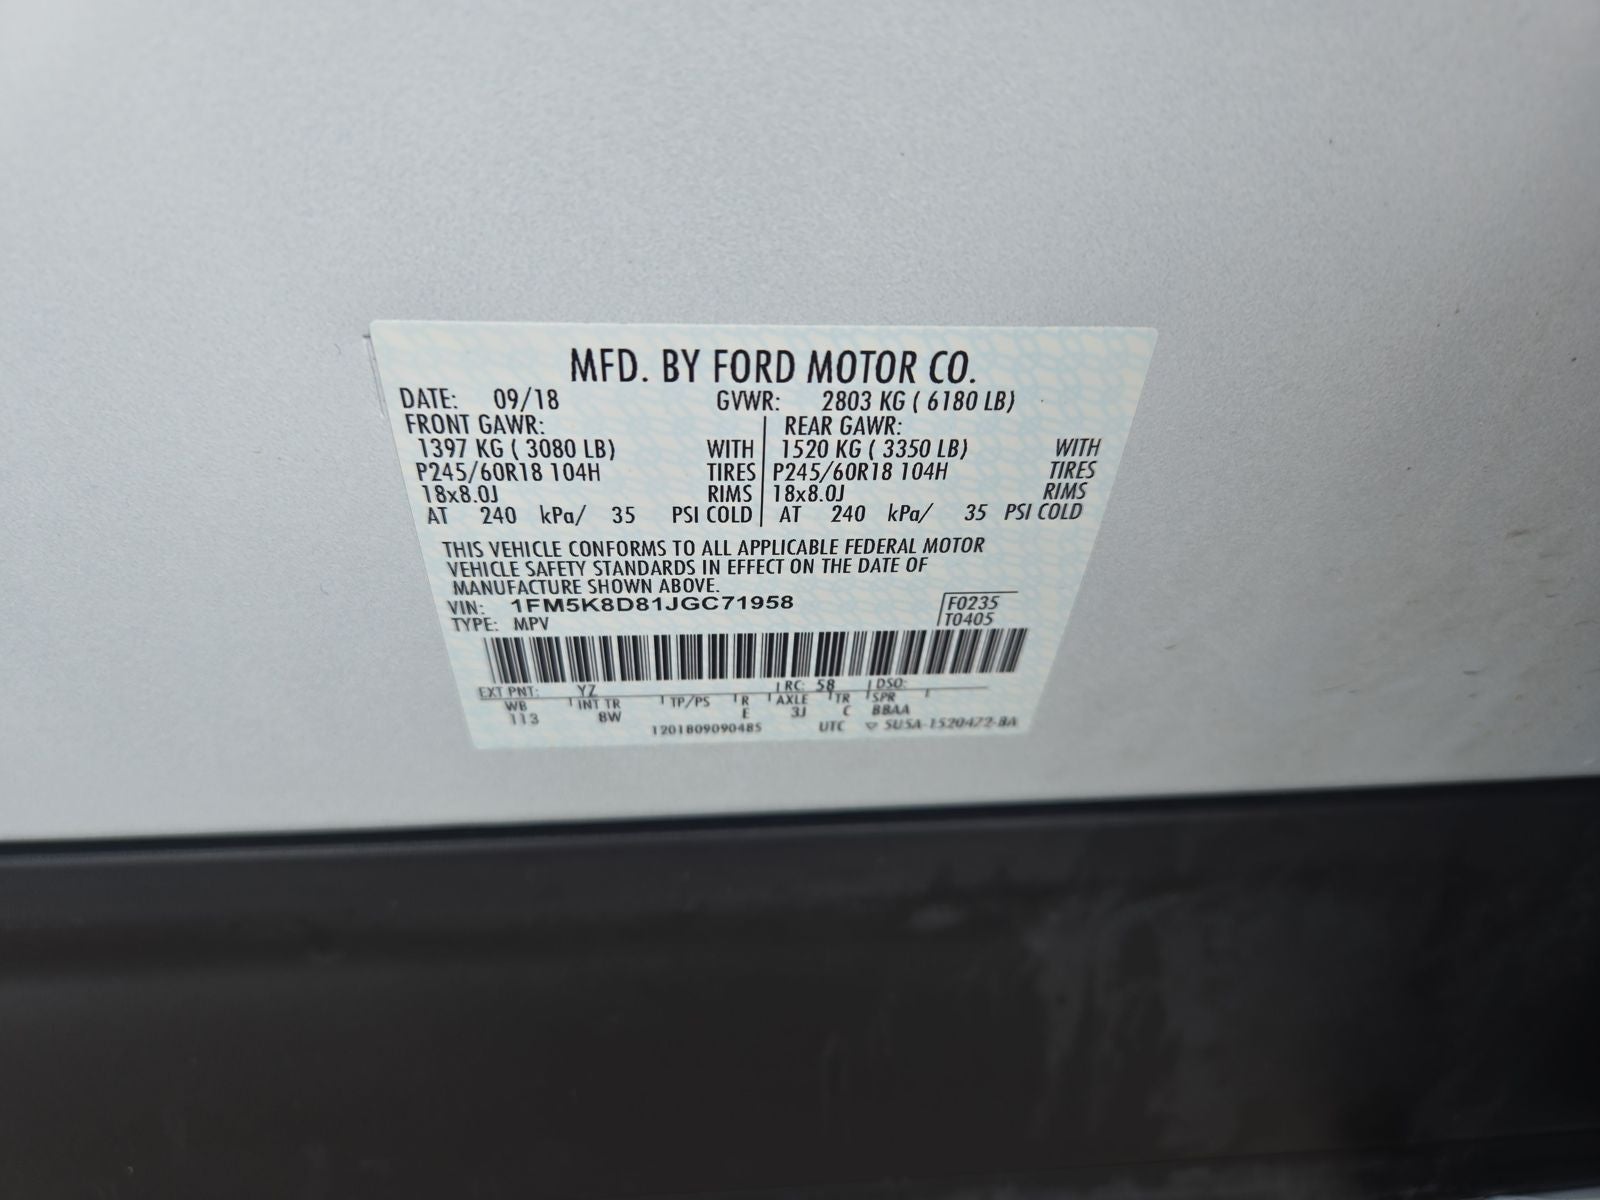 MFD. BY FORD MOTOR CO.
DATE: 09/18 GVWR: 2803 KG ( 6180 LB)
FRONT GAWR: REAR GAWR:
1397 KG ( 3080 LB) WITH 1520 KG ( 3350 LB) WITH
P245/60R18 104H TIRES P245/60R18 104H TIRES
18x8.0J RIMS 18x8.0J RIMS
AT 240 kPa/ 35 PSI COLD AT 240 kPa/ 35 PSI COLD
THIS VEHICLE CONFORMS TO ALL APPLICABLE FEDERAL MOTOR
VEHICLE SAFETY STANDARDS IN EFFECT ON THE DATE OF
MANUFACTURE SHOWN ABOVE.
VIN: 1FM5K8D81JGC71958 F0235
TYPE: MPV T0405
EXT PNT: YZ RC: 58 DSO:
WB INT TR TP/PS R AXLE TR SPR
113 8W E 3J C BBAA
1201809090485 UTC 5U5A-1520472-BA